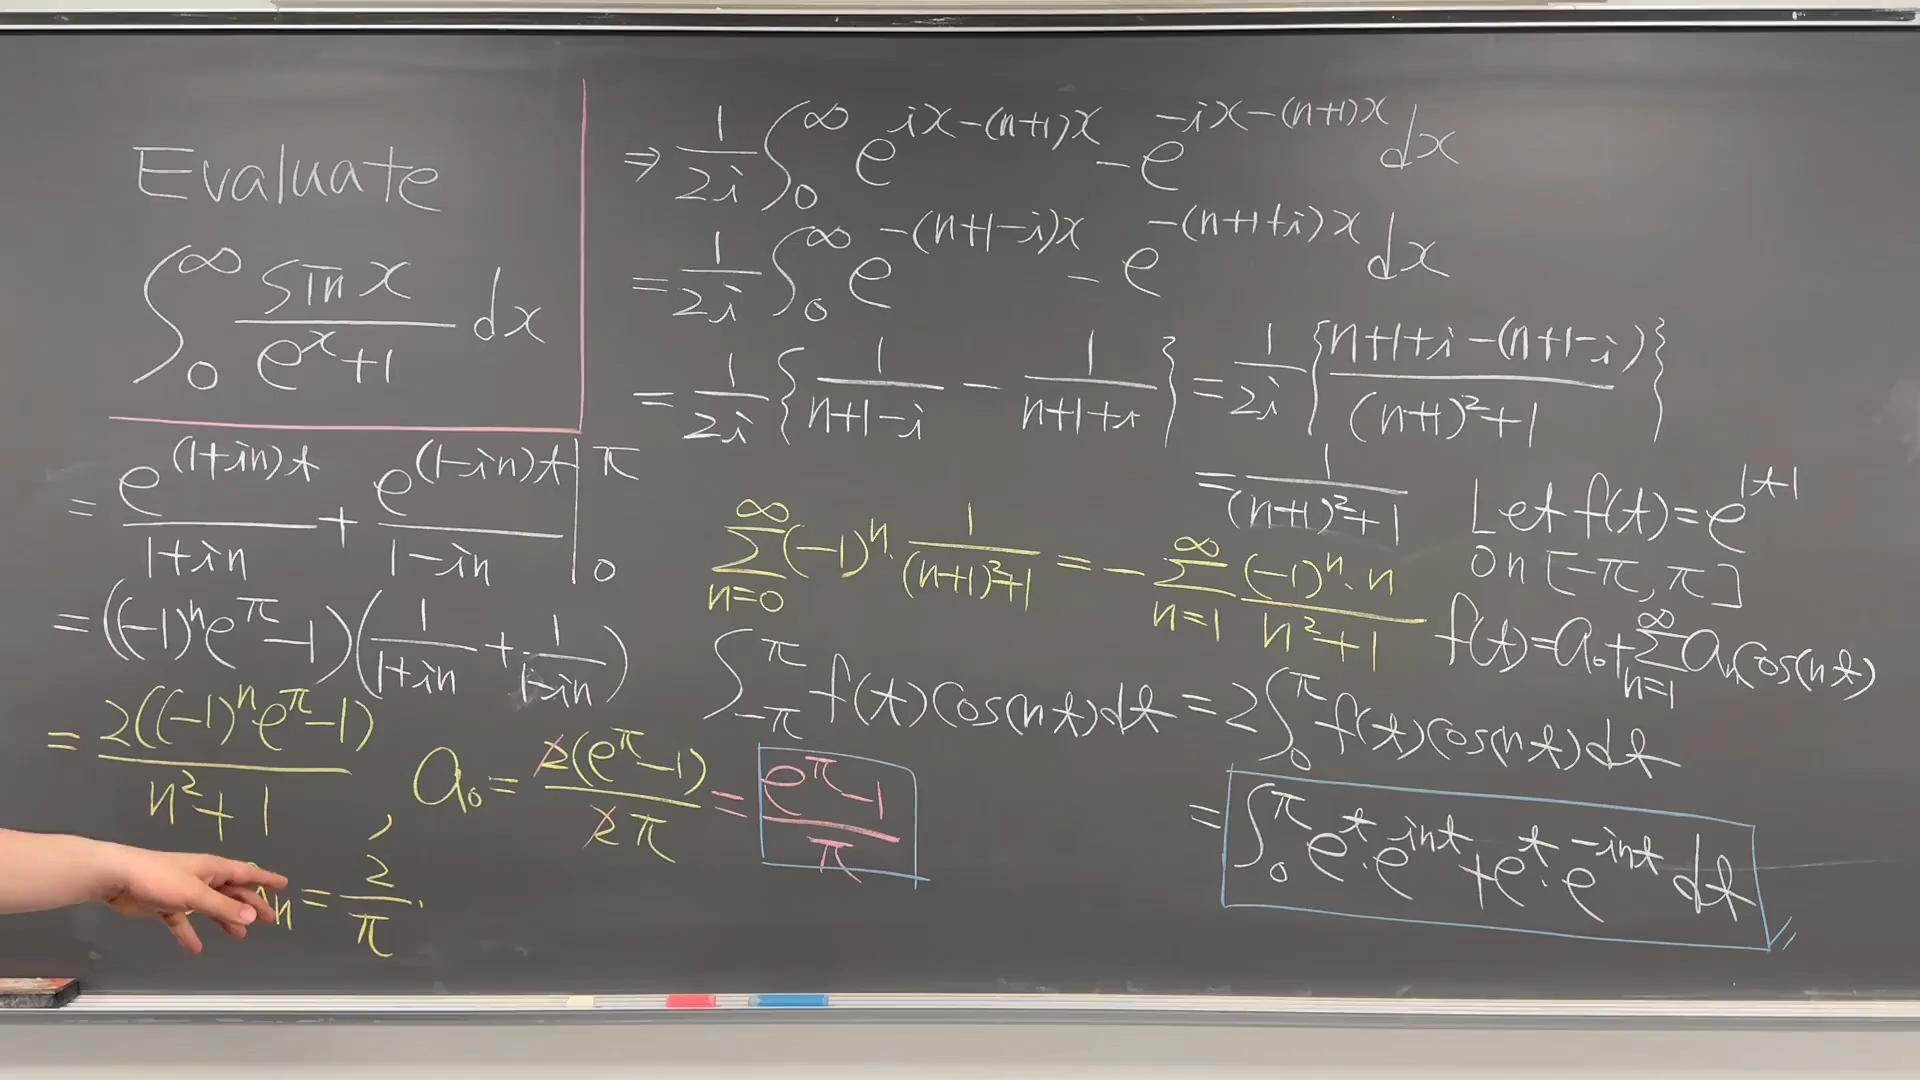 Evaluate
∫₀^∞ sin x / (e^x + 1) dx
⇒ 1/(2i) ∫₀^∞ e^(ix-(n+1)x) - e^(-ix-(n+1)x) dx
= 1/(2i) ∫₀^∞ e^(-(n+1-i)x) - e^(-(n+1+i)x) dx
= 1/(2i) { 1/(n+1-i) - 1/(n+1+i) } = 1/(2i) { (n+1+i-(n+1-i)) / ((n+1)²+1) }
= 1/((n+1)²+1)
∑_{n=0}^∞ (-1)^n · 1/((n+1)²+1) = -∑_{n=1}^∞ ((-1)^n · n)/(n²+1)
Let f(t) = e^|t|
on [-π, π]
f(t) = a₀ + ∑_{n=1}^∞ aₙ cos(nt)
∫_{-π}^π f(t) cos(nt) dt = 2∫₀^π f(t) cos(nt) dt
= ∫₀^π e^t · e^(int) + e^t · e^(-int) dt //
= e^((1+in)t)/(1+in) + e^((1-in)t)/(1-in) |₀^π
= ((-1)^n e^π - 1)(1/(1+in) + 1/(1-in))
= 2((-1)^n e^π - 1)/(n²+1) , a₀ = 2(e^π - 1)/(2π) = (e^π - 1)/π
n = 2/π ·